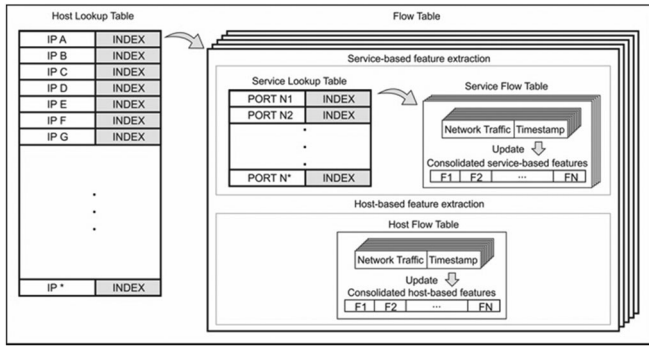 Host Lookup Table
Flow Table
IP A INDEX
IP B INDEX
IP C INDEX
IP D INDEX
IP E INDEX
IP F INDEX
IP G INDEX
.
.
.
IP * INDEX
Service-based feature extraction
Service Lookup Table
PORT N1 INDEX
PORT N2 INDEX
.
.
.
PORT N* INDEX
Service Flow Table
Network Traffic Timestamp
Update
Consolidated service-based features
F1 F2 ... FN
Host-based feature extraction
Host Flow Table
Network Traffic Timestamp
Update
Consolidated host-based features
F1 F2 ... FN